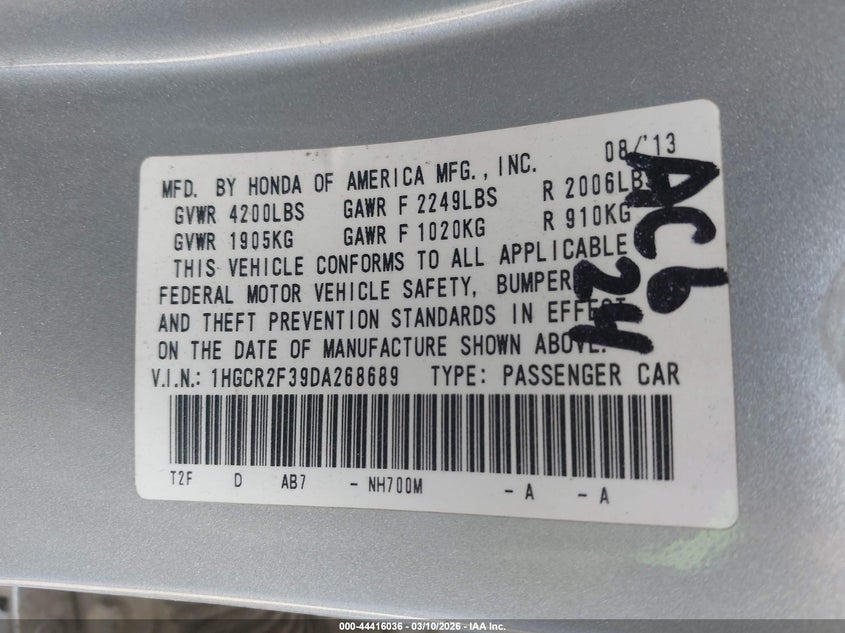 08/'13
MFD. BY HONDA OF AMERICA MFG., INC.
GVWR 4200LBS GAWR F 2249LBS R 2006LBS
GVWR 1905KG GAWR F 1020KG R 910KG
THIS VEHICLE CONFORMS TO ALL APPLICABLE
FEDERAL MOTOR VEHICLE SAFETY, BUMPER,
AND THEFT PREVENTION STANDARDS IN EFFECT
ON THE DATE OF MANUFACTURE SHOWN ABOVE.
V.I.N.: 1HGCR2F39DA268689 TYPE: PASSENGER CAR
T2F D AB7 - NH700M - A - A
AC6
24
000-44416036 — 03/10/2026 — IAA Inc.